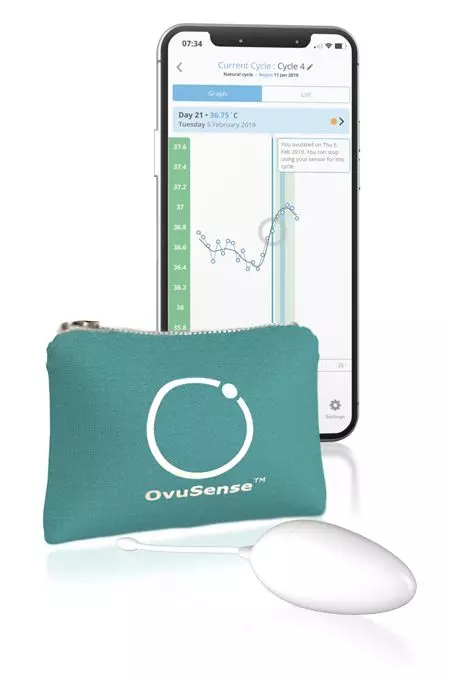 07:34
Current Cycle : Cycle 4
Natural cycle • Began 11 Jan 2019
Graph
List
Day 21 • 36.75 °C
Tuesday 5 February 2019
You ovulated on Thu 6
Feb 2019. You can stop
using your sensor for this
cycle.
37.6
37.4
37.2
37
36.8
36.6
36.4
36.3
36
35.8
35
Settings
OvuSense™